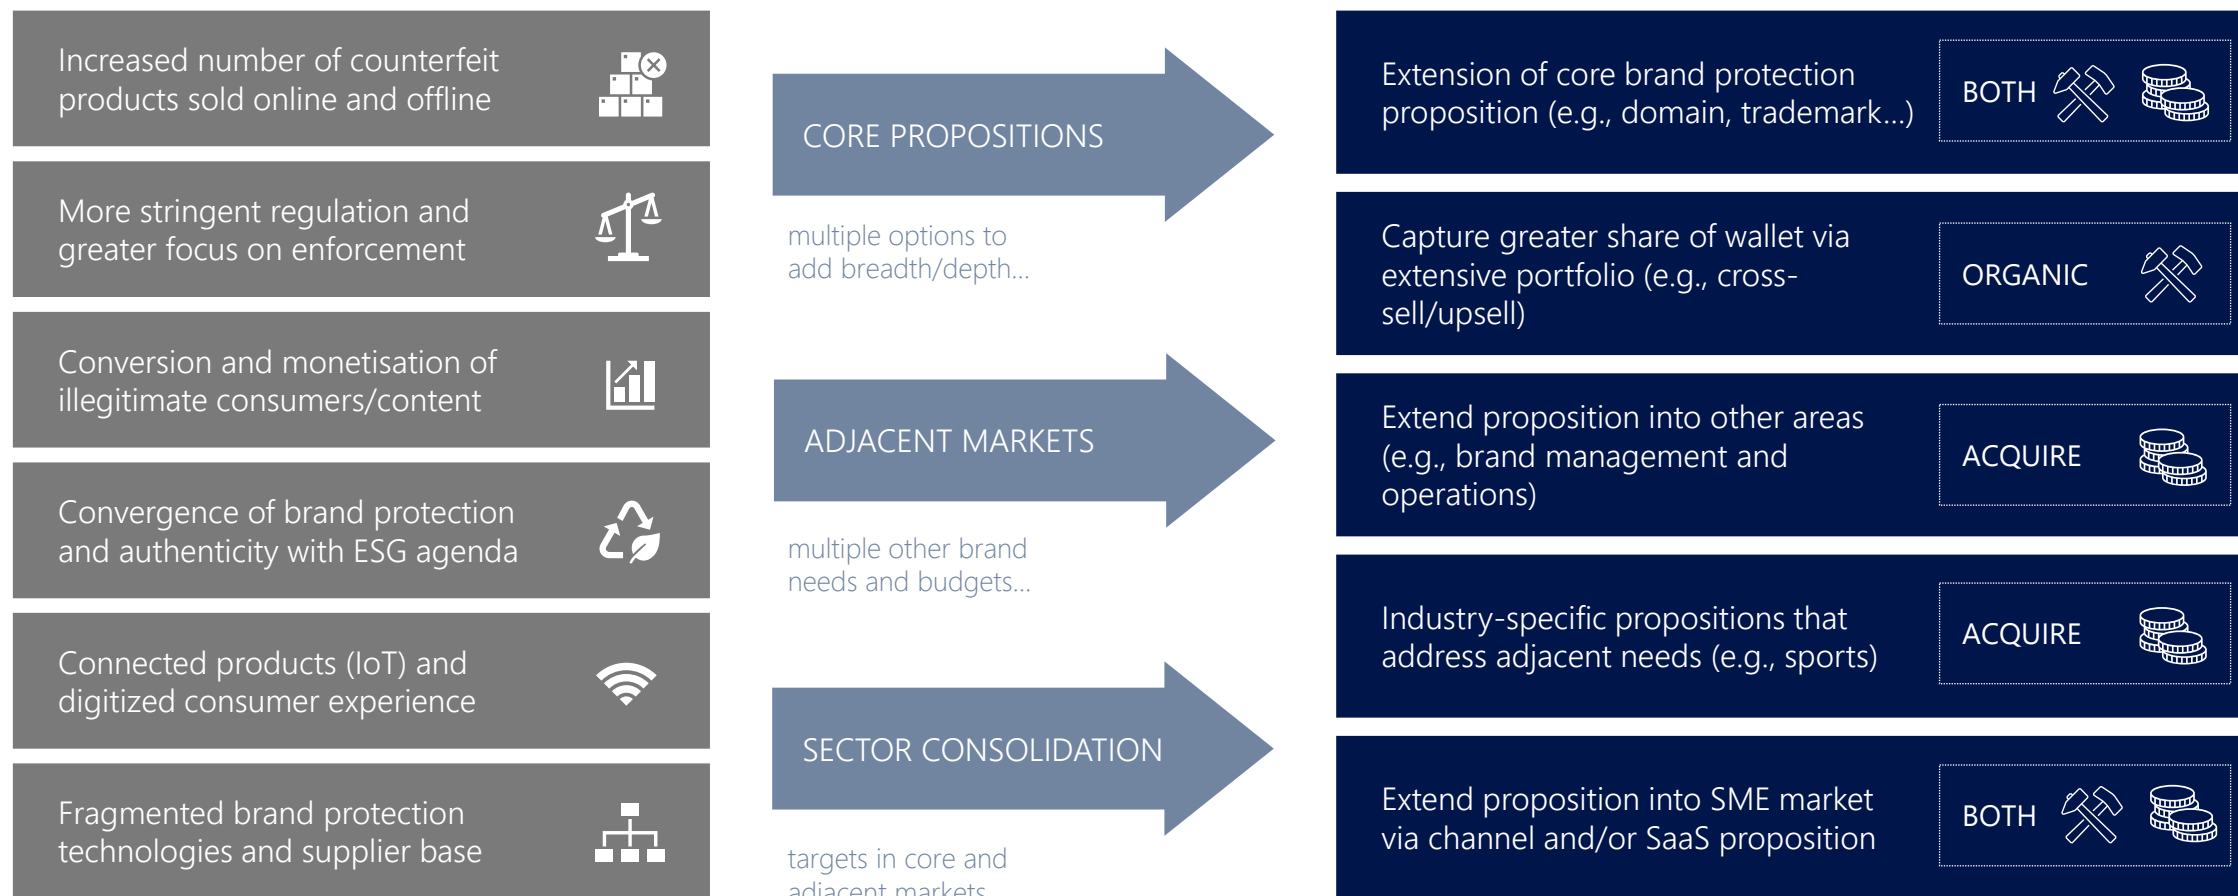 Increased number of counterfeit
products sold online and offline
More stringent regulation and
greater focus on enforcement
Conversion and monetisation of
illegitimate consumers/content
Convergence of brand protection
and authenticity with ESG agenda
Connected products (IoT) and
digitized consumer experience
Fragmented brand protection
technologies and supplier base
CORE PROPOSITIONS
multiple options to
add breadth/depth...
ADJACENT MARKETS
multiple other brand
needs and budgets...
SECTOR CONSOLIDATION
targets in core and
adjacent markets
Extension of core brand protection
proposition (e.g., domain, trademark...)
BOTH
Capture greater share of wallet via
extensive portfolio (e.g., cross-
sell/upsell)
ORGANIC
Extend proposition into other areas
(e.g., brand management and
operations)
ACQUIRE
Industry-specific propositions that
address adjacent needs (e.g., sports)
ACQUIRE
Extend proposition into SME market
via channel and/or SaaS proposition
BOTH